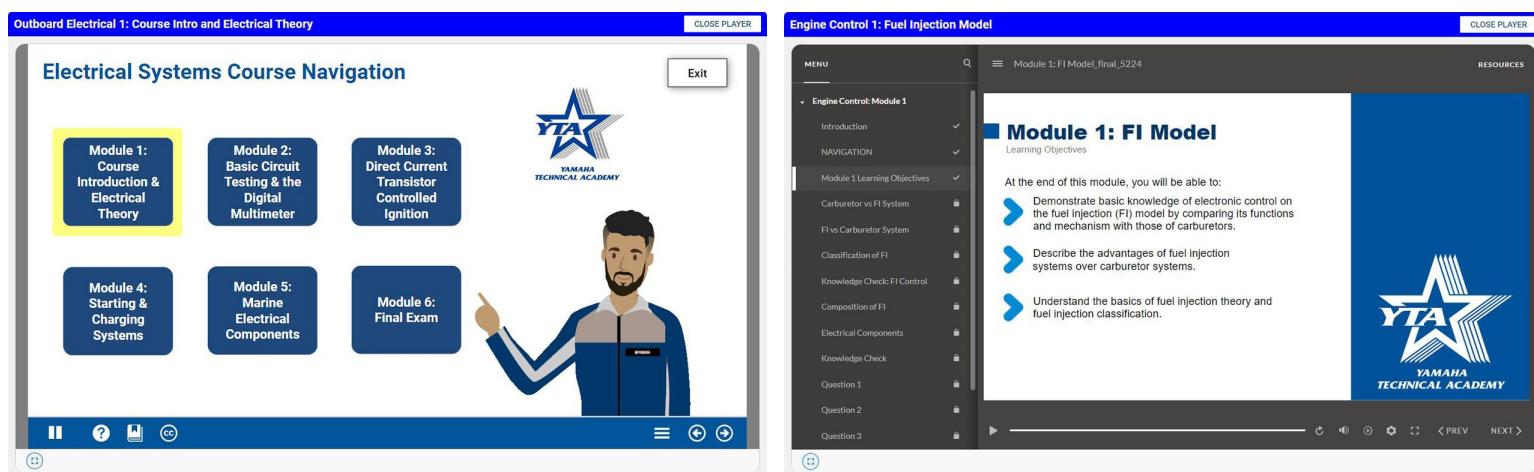 Outboard Electrical 1: Course Intro and Electrical Theory
CLOSE PLAYER
Electrical Systems Course Navigation
Exit
YTA
YAMAHA
TECHNICAL ACADEMY
Module 1:
Course
Introduction &
Electrical
Theory
Module 2:
Basic Circuit
Testing & the
Digital
Multimeter
Module 3:
Direct Current
Transistor
Controlled
Ignition
Module 4:
Starting &
Charging
Systems
Module 5:
Marine
Electrical
Components
Module 6:
Final Exam
YAMAHA
?
CC
Engine Control 1: Fuel Injection Model
CLOSE PLAYER
MENU
Module 1: FI Model_final_5224
RESOURCES
Engine Control: Module 1
Introduction
NAVIGATION
Module 1 Learning Objectives
Carburetor vs FI System
FI vs Carburetor System
Classification of FI
Knowledge Check: FI Control
Composition of FI
Electrical Components
Knowledge Check
Question 1
Question 2
Question 3
Module 1: FI Model
Learning Objectives
At the end of this module, you will be able to:
Demonstrate basic knowledge of electronic control on
the fuel injection (FI) model by comparing its functions
and mechanism with those of carburetors.
Describe the advantages of fuel injection
systems over carburetor systems.
Understand the basics of fuel injection theory and
fuel injection classification.
YTA
YAMAHA
TECHNICAL ACADEMY
PREV
NEXT